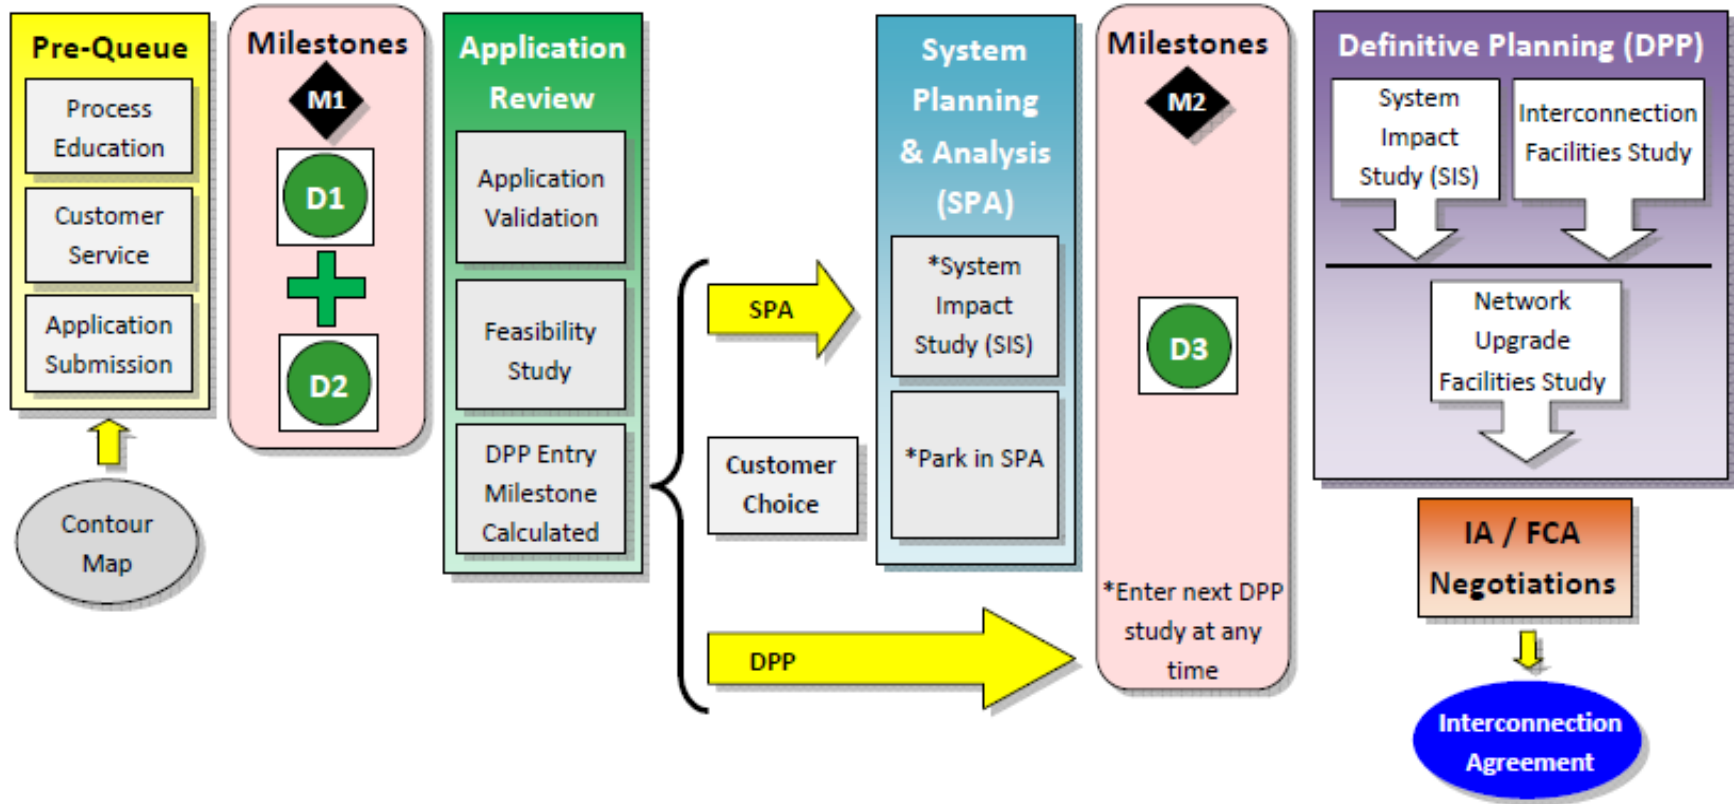 Pre-Queue
Process
Education
Customer
Service
Application
Submission
Contour
Map
Milestones
M1
D1
D2
Application
Review
Application
Validation
Feasibility
Study
DPP Entry
Milestone
Calculated
SPA
Customer
Choice
DPP
System
Planning
& Analysis
(SPA)
*System
Impact
Study (SIS)
*Park in SPA
Milestones
M2
D3
*Enter next DPP
study at any
time
Definitive Planning (DPP)
System
Impact
Study (SIS)
Interconnection
Facilities Study
Network
Upgrade
Facilities Study
IA / FCA
Negotiations
Interconnection
Agreement